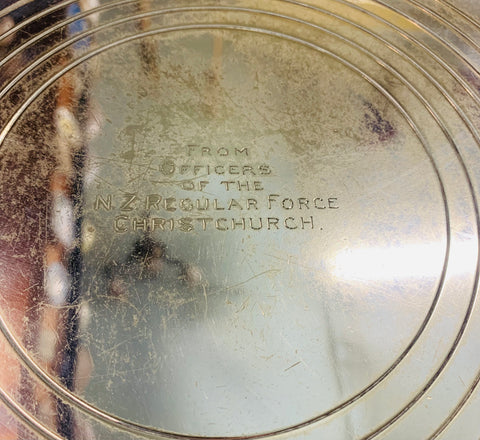 From
Officers
of the
N.Z Regular Force
Christchurch.